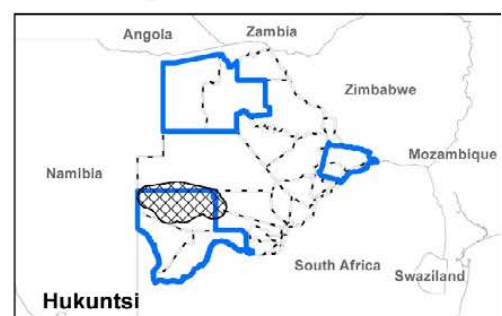 Angola
Zambia
Zimbabwe
Mozambique
Namibia
South Africa
Swaziland
Hukuntsi